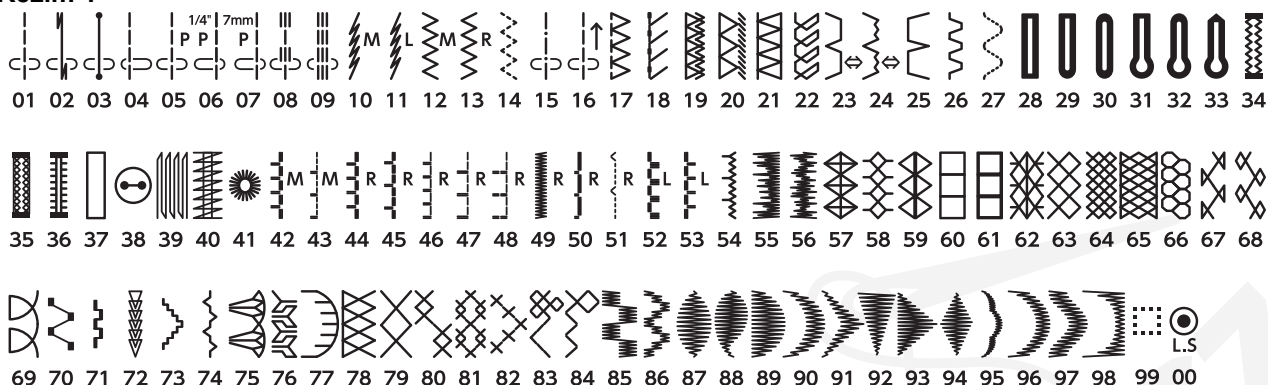 1/4" 7mm
P P P M L M R
01 02 03 04 05 06 07 08 09 10 11 12 13 14 15 16 17 18 19 20 21 22 23 24 25 26 27 28 29 30 31 32 33 34
M M R R R R R R R R L L
35 36 37 38 39 40 41 42 43 44 45 46 47 48 49 50 51 52 53 54 55 56 57 58 59 60 61 62 63 64 65 66 67 68
L.S
69 70 71 72 73 74 75 76 77 78 79 80 81 82 83 84 85 86 87 88 89 90 91 92 93 94 95 96 97 98 99 00